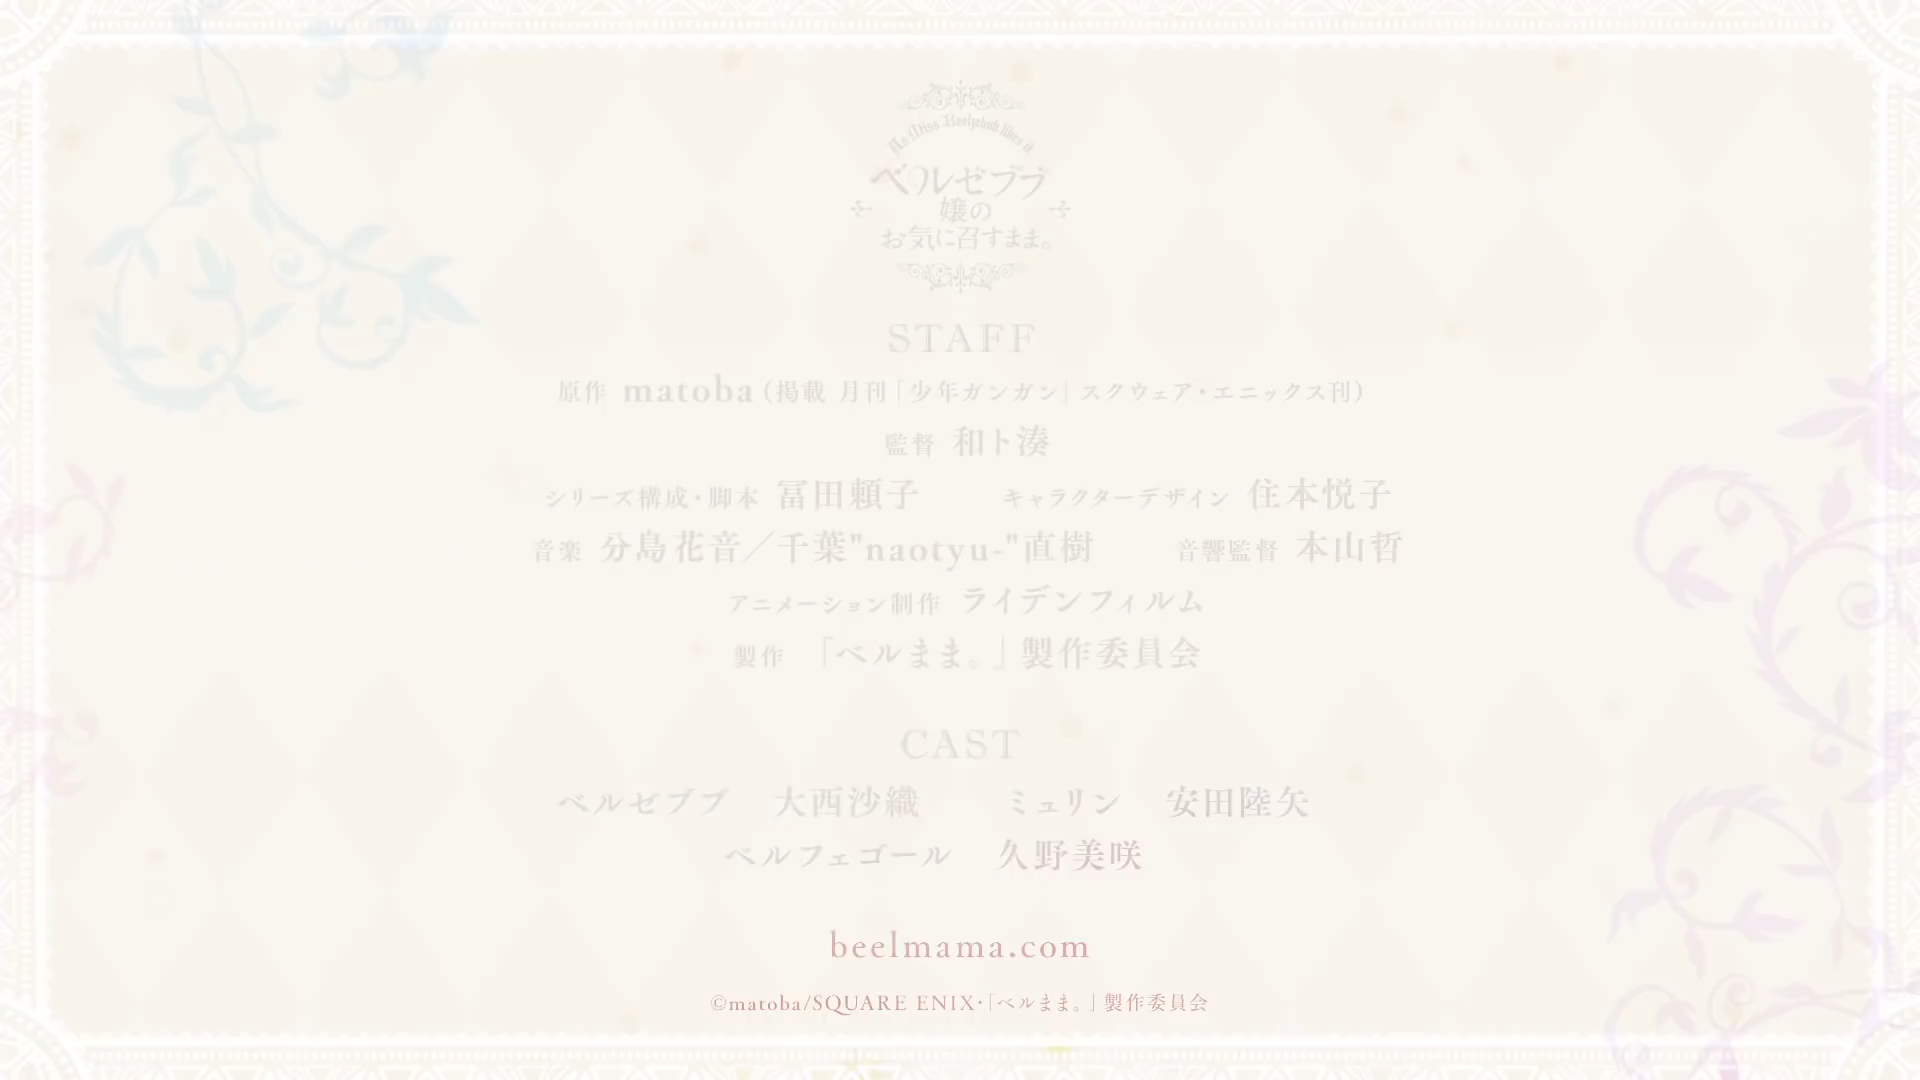 As Miss Beelzebub likes it
ベルゼブブ
嬢の
お気に召すまま。
STAFF
原作 matoba（掲載 月刊「少年ガンガン」スクウェア・エニックス刊）
監督 和ト湊
シリーズ構成・脚本 冨田頼子 キャラクターデザイン 住本悦子
音楽 分島花音／千葉"naotyu-"直樹 音響監督 本山哲
アニメーション制作 ライデンフィルム
製作 「ベルまま。」製作委員会
CAST
ベルゼブブ 大西沙織 ミュリン 安田陸矢
ベルフェゴール 久野美咲
beelmama.com
©matoba/SQUARE ENIX・「ベルまま。」製作委員会